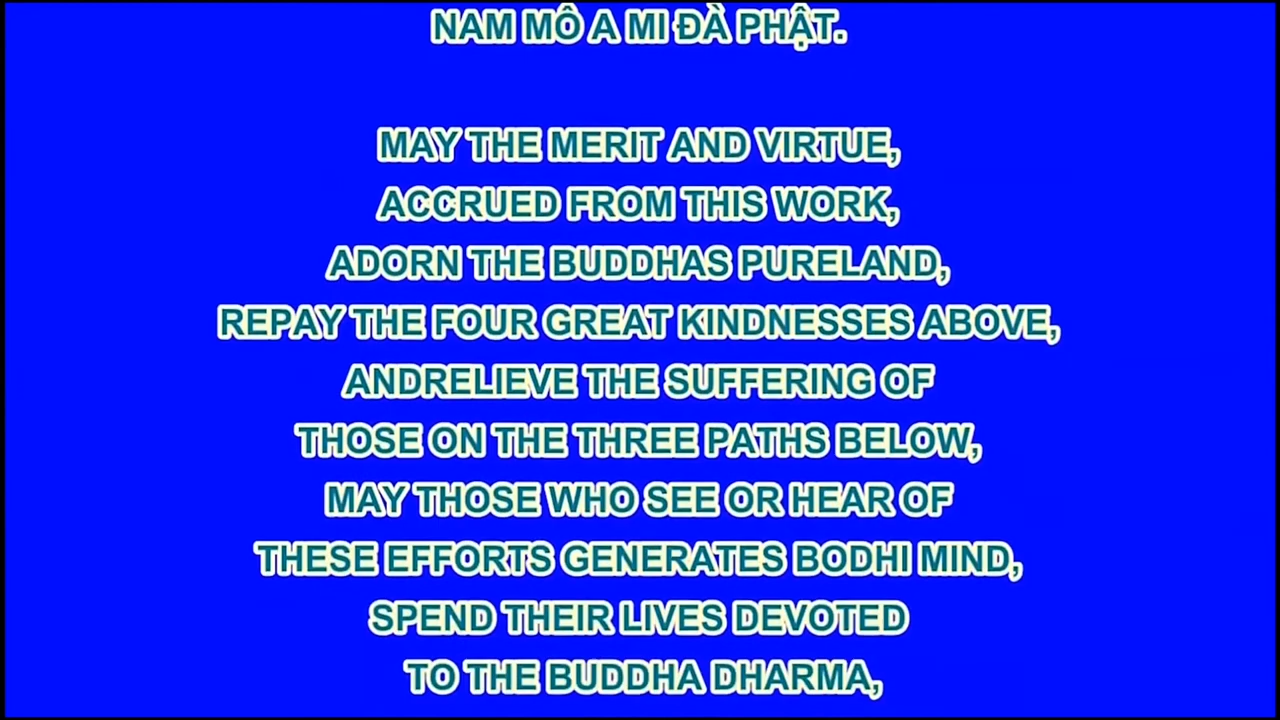 NAM MÔ A MI ĐÀ PHẬT.
MAY THE MERIT AND VIRTUE,
ACCRUED FROM THIS WORK,
ADORN THE BUDDHAS PURELAND,
REPAY THE FOUR GREAT KINDNESSES ABOVE,
ANDRELIEVE THE SUFFERING OF
THOSE ON THE THREE PATHS BELOW,
MAY THOSE WHO SEE OR HEAR OF
THESE EFFORTS GENERATES BODHI MIND,
SPEND THEIR LIVES DEVOTED
TO THE BUDDHA DHARMA,